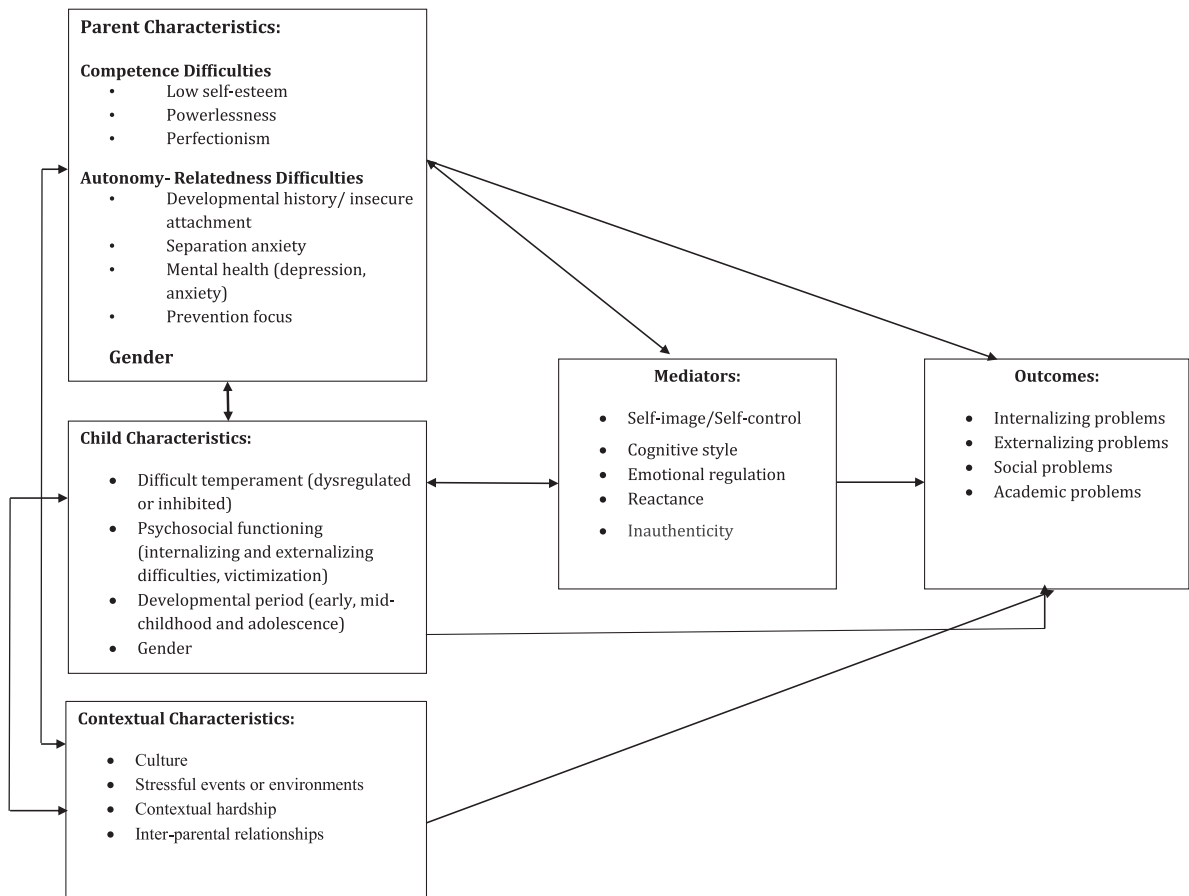 Parent Characteristics:
Competence Difficulties
• Low self-esteem
• Powerlessness
• Perfectionism
Autonomy- Relatedness Difficulties
• Developmental history/ insecure
attachment
• Separation anxiety
• Mental health (depression,
anxiety)
• Prevention focus
Gender
Child Characteristics:
• Difficult temperament (dysregulated
or inhibited)
• Psychosocial functioning
(internalizing and externalizing
difficulties, victimization)
• Developmental period (early, mid-
childhood and adolescence)
• Gender
Contextual Characteristics:
• Culture
• Stressful events or environments
• Contextual hardship
• Inter-parental relationships
Mediators:
• Self-image/Self-control
• Cognitive style
• Emotional regulation
• Reactance
• Inauthenticity
Outcomes:
• Internalizing problems
• Externalizing problems
• Social problems
• Academic problems